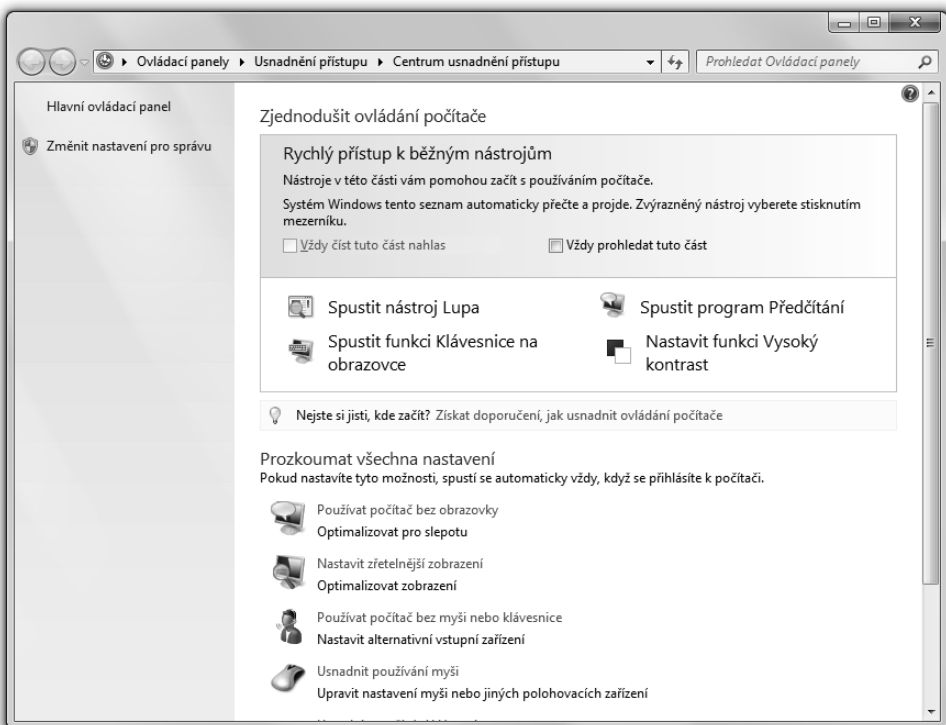 Ovládací panely ▸ Usnadnění přístupu ▸ Centrum usnadnění přístupu
Prohledat Ovládací panely
Hlavní ovládací panel
Změnit nastavení pro správu
Zjednodušit ovládání počítače
Rychlý přístup k běžným nástrojům
Nástroje v této části vám pomohou začít s používáním počítače.
Systém Windows tento seznam automaticky přečte a projde. Zvýrazněný nástroj vyberete stisknutím
mezerníku.
Vždy číst tuto část nahlas
Vždy prohledat tuto část
Spustit nástroj Lupa
Spustit program Předčítání
Spustit funkci Klávesnice na
obrazovce
Nastavit funkci Vysoký
kontrast
Nejste si jisti, kde začít? Získat doporučení, jak usnadnit ovládání počítače
Prozkoumat všechna nastavení
Pokud nastavíte tyto možnosti, spustí se automaticky vždy, když se přihlásíte k počítači.
Používat počítač bez obrazovky
Optimalizovat pro slepotu
Nastavit zřetelnější zobrazení
Optimalizovat zobrazení
Používat počítač bez myši nebo klávesnice
Nastavit alternativní vstupní zařízení
Usnadnit používání myši
Upravit nastavení myši nebo jiných polohovacích zařízení